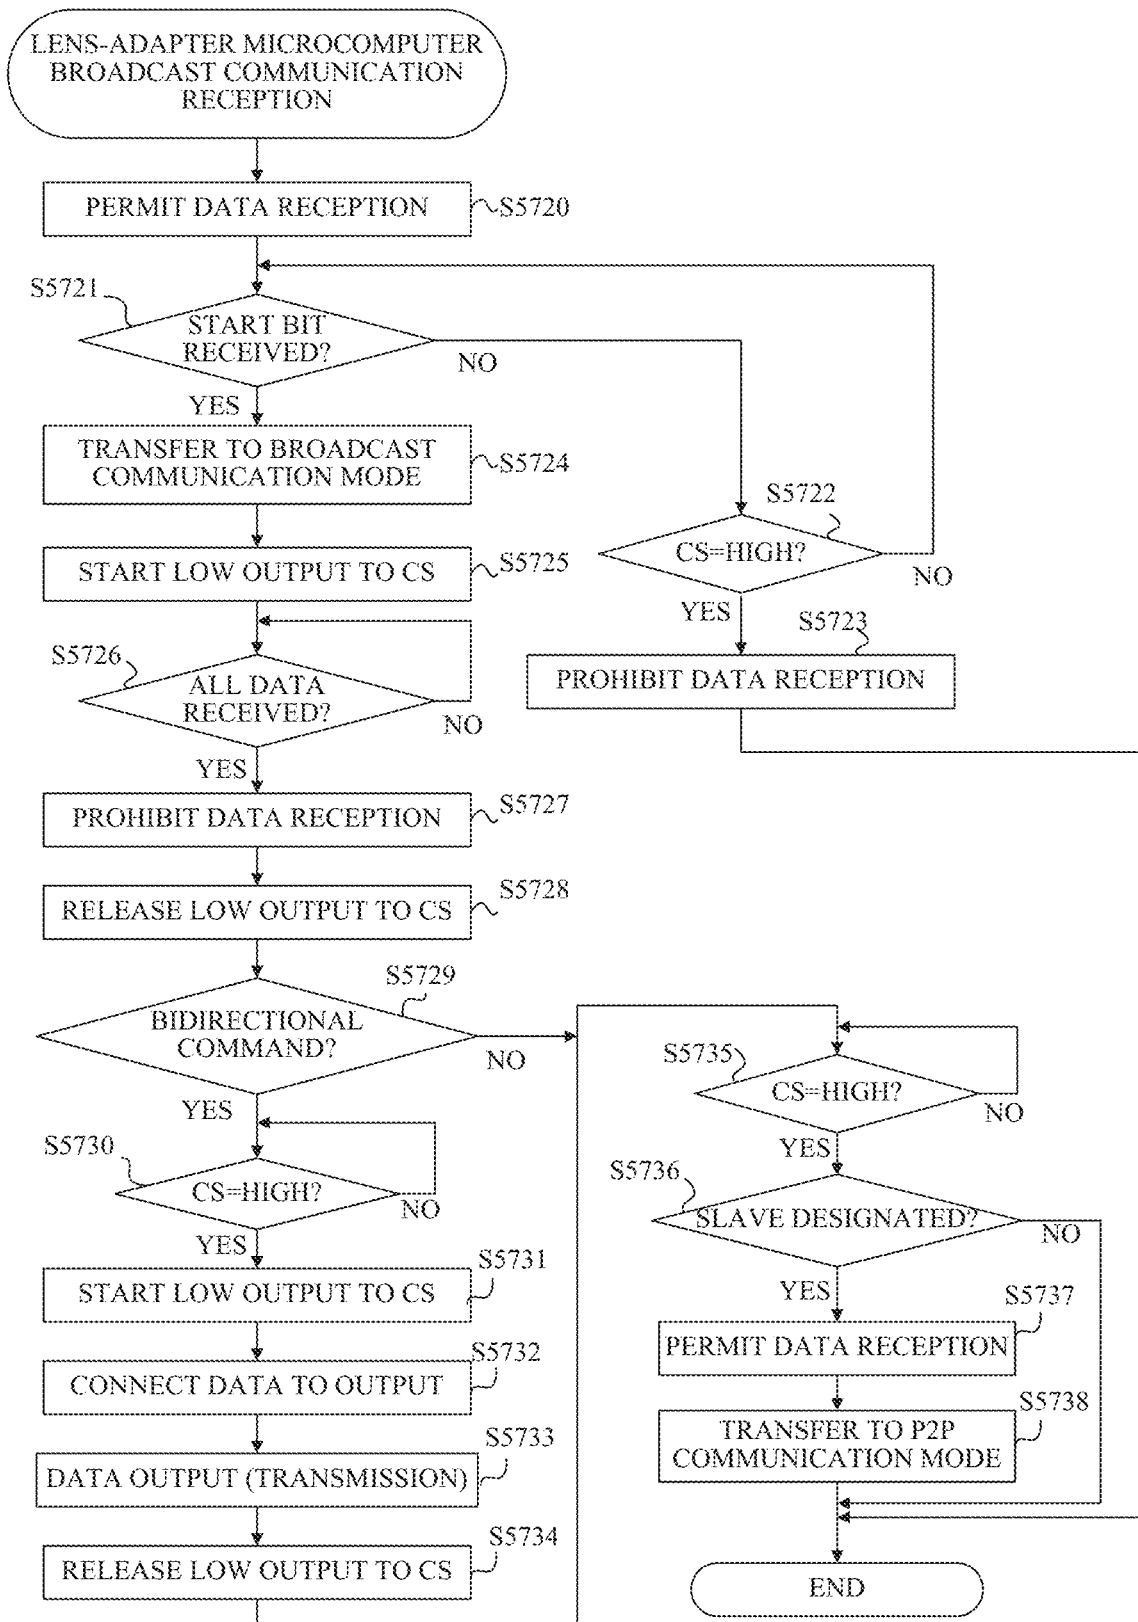 LENS-ADAPTER MICROCOMPUTER
BROADCAST COMMUNICATION
RECEPTION
PERMIT DATA RECEPTION
S5720
S5721
START BIT
RECEIVED?
NO
YES
TRANSFER TO BROADCAST
COMMUNICATION MODE
S5724
S5722
CS=HIGH?
NO
YES
START LOW OUTPUT TO CS
S5725
S5723
PROHIBIT DATA RECEPTION
S5726
ALL DATA
RECEIVED?
NO
YES
PROHIBIT DATA RECEPTION
S5727
RELEASE LOW OUTPUT TO CS
S5728
S5729
BIDIRECTIONAL
COMMAND?
NO
YES
S5730
CS=HIGH?
NO
YES
START LOW OUTPUT TO CS
S5731
CONNECT DATA TO OUTPUT
S5732
DATA OUTPUT (TRANSMISSION)
S5733
RELEASE LOW OUTPUT TO CS
S5734
S5735
CS=HIGH?
NO
YES
S5736
SLAVE DESIGNATED?
NO
YES
PERMIT DATA RECEPTION
S5737
TRANSFER TO P2P
COMMUNICATION MODE
S5738
END